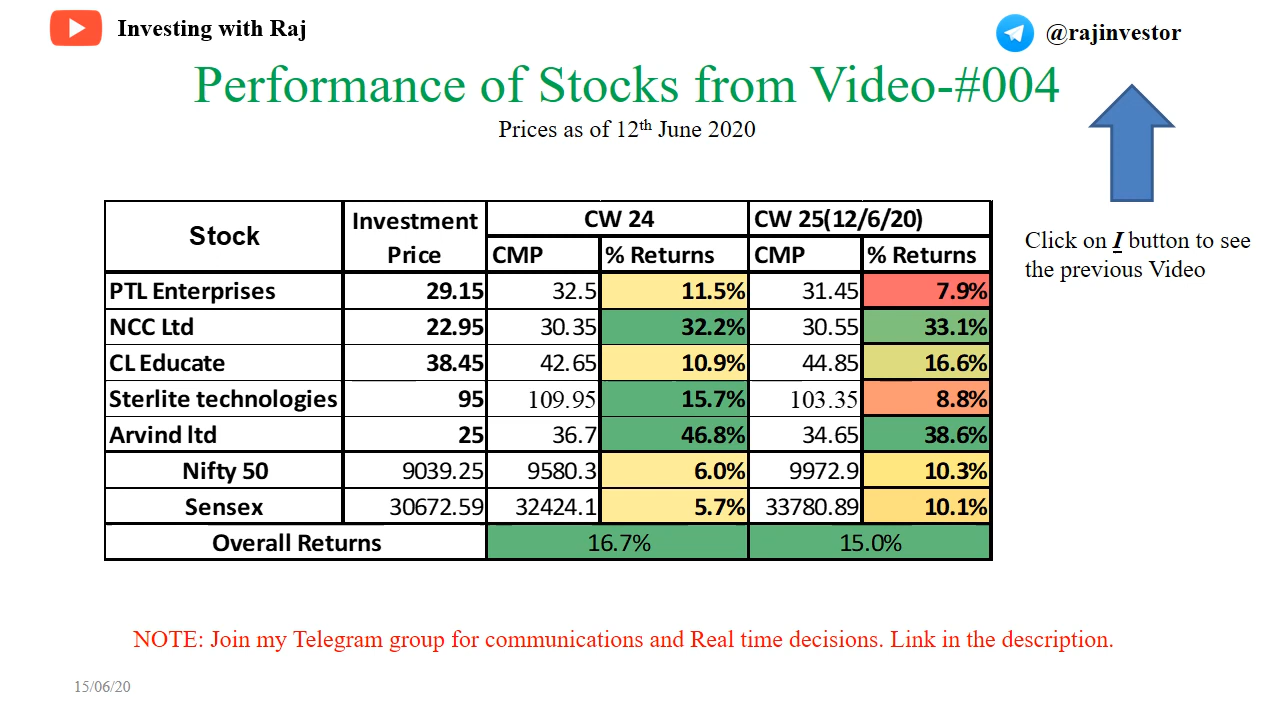 Investing with Raj
@rajinvestor
Performance of Stocks from Video-#004
Prices as of 12th June 2020
Click on I button to see
the previous Video
Stock Investment Price CW 24 CW 25(12/6/20)
CMP % Returns CMP % Returns
PTL Enterprises 29.15 32.5 11.5% 31.45 7.9%
NCC Ltd 22.95 30.35 32.2% 30.55 33.1%
CL Educate 38.45 42.65 10.9% 44.85 16.6%
Sterlite technologies 95 109.95 15.7% 103.35 8.8%
Arvind ltd 25 36.7 46.8% 34.65 38.6%
Nifty 50 9039.25 9580.3 6.0% 9972.9 10.3%
Sensex 30672.59 32424.1 5.7% 33780.89 10.1%
Overall Returns 16.7% 15.0%
NOTE: Join my Telegram group for communications and Real time decisions. Link in the description.
15/06/20